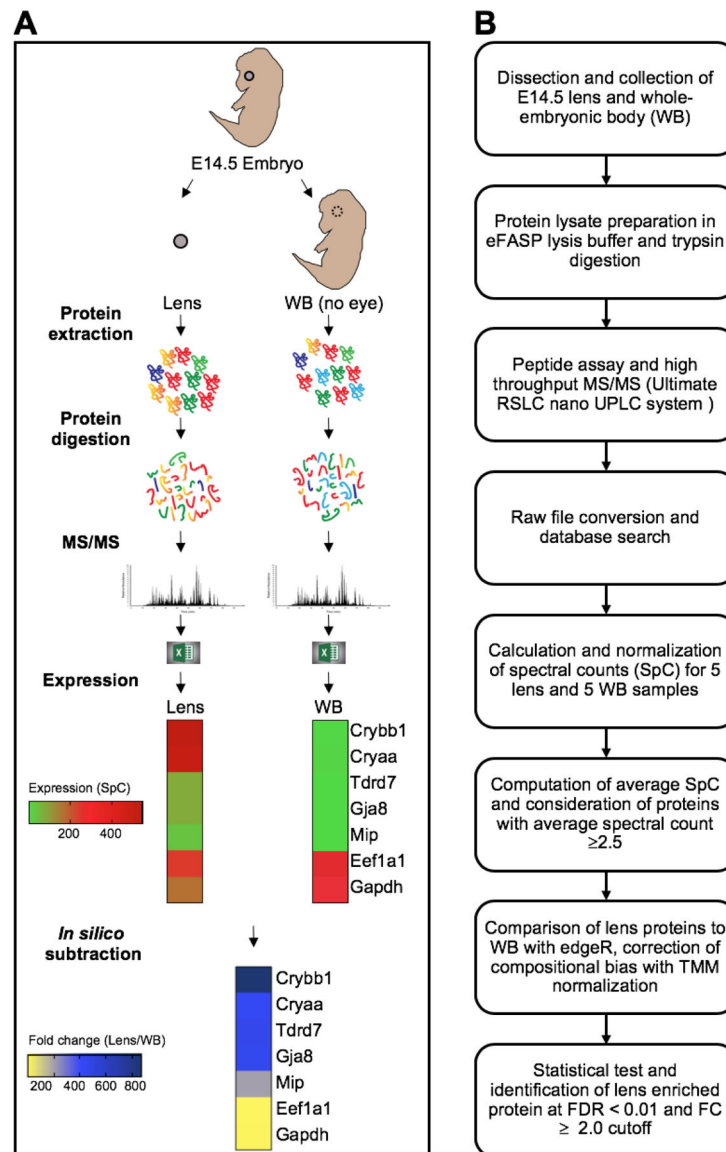 A
E14.5 Embryo
Lens
WB (no eye)
Protein
extraction
Protein
digestion
MS/MS
Expression
Lens
WB
Crybb1
Cryaa
Tdrd7
Gja8
Mip
Eef1a1
Gapdh
Expression (SpC)
200 400
In silico
subtraction
Crybb1
Cryaa
Tdrd7
Gja8
Mip
Eef1a1
Gapdh
Fold change (Lens/WB)
200 400 600 800
B
Dissection and collection of
E14.5 lens and whole-
embryonic body (WB)
Protein lysate preparation in
eFASP lysis buffer and trypsin
digestion
Peptide assay and high
throughput MS/MS (Ultimate
RSLC nano UPLC system )
Raw file conversion and
database search
Calculation and normalization
of spectral counts (SpC) for 5
lens and 5 WB samples
Computation of average SpC
and consideration of proteins
with average spectral count
≥2.5
Comparison of lens proteins to
WB with edgeR, correction of
compositional bias with TMM
normalization
Statistical test and
identification of lens enriched
protein at FDR < 0.01 and FC
≥ 2.0 cutoff